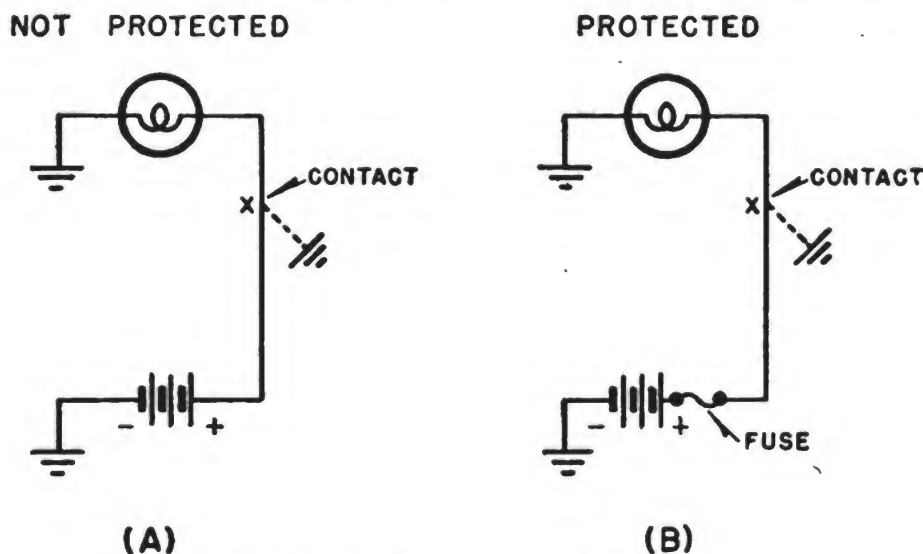 NOT PROTECTED
PROTECTED
CONTACT
X
CONTACT
X
- +
- +
FUSE
(A)
(B)